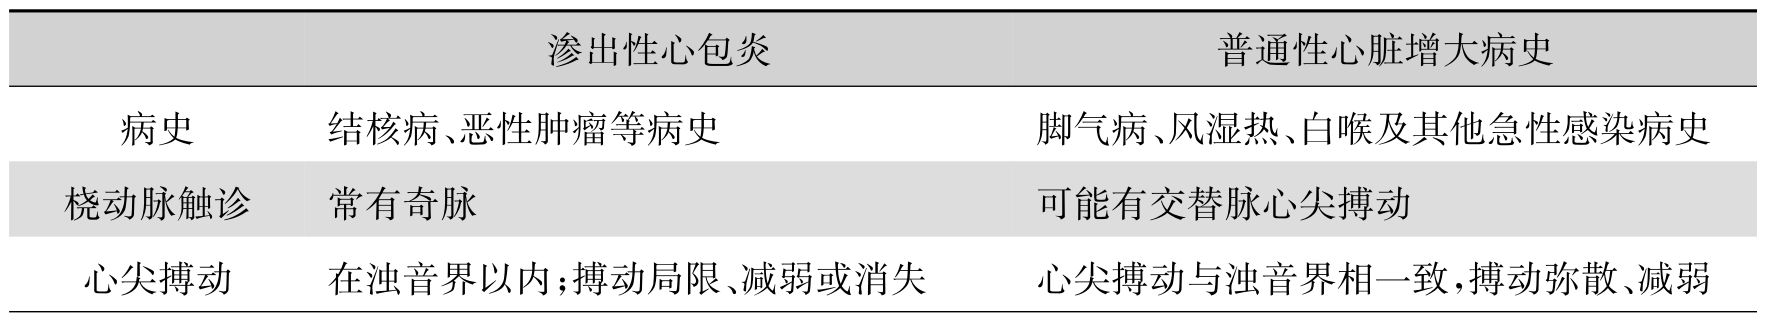 渗出性心包炎 普通性心脏增大病史
病史 结核病、恶性肿瘤等病史 脚气病、风湿热、白喉及其他急性感染病史
桡动脉触诊 常有奇脉 可能有交替脉心尖搏动
心尖搏动 在浊音界以内;搏动局限、减弱或消失 心尖搏动与浊音界相一致,搏动弥散、减弱